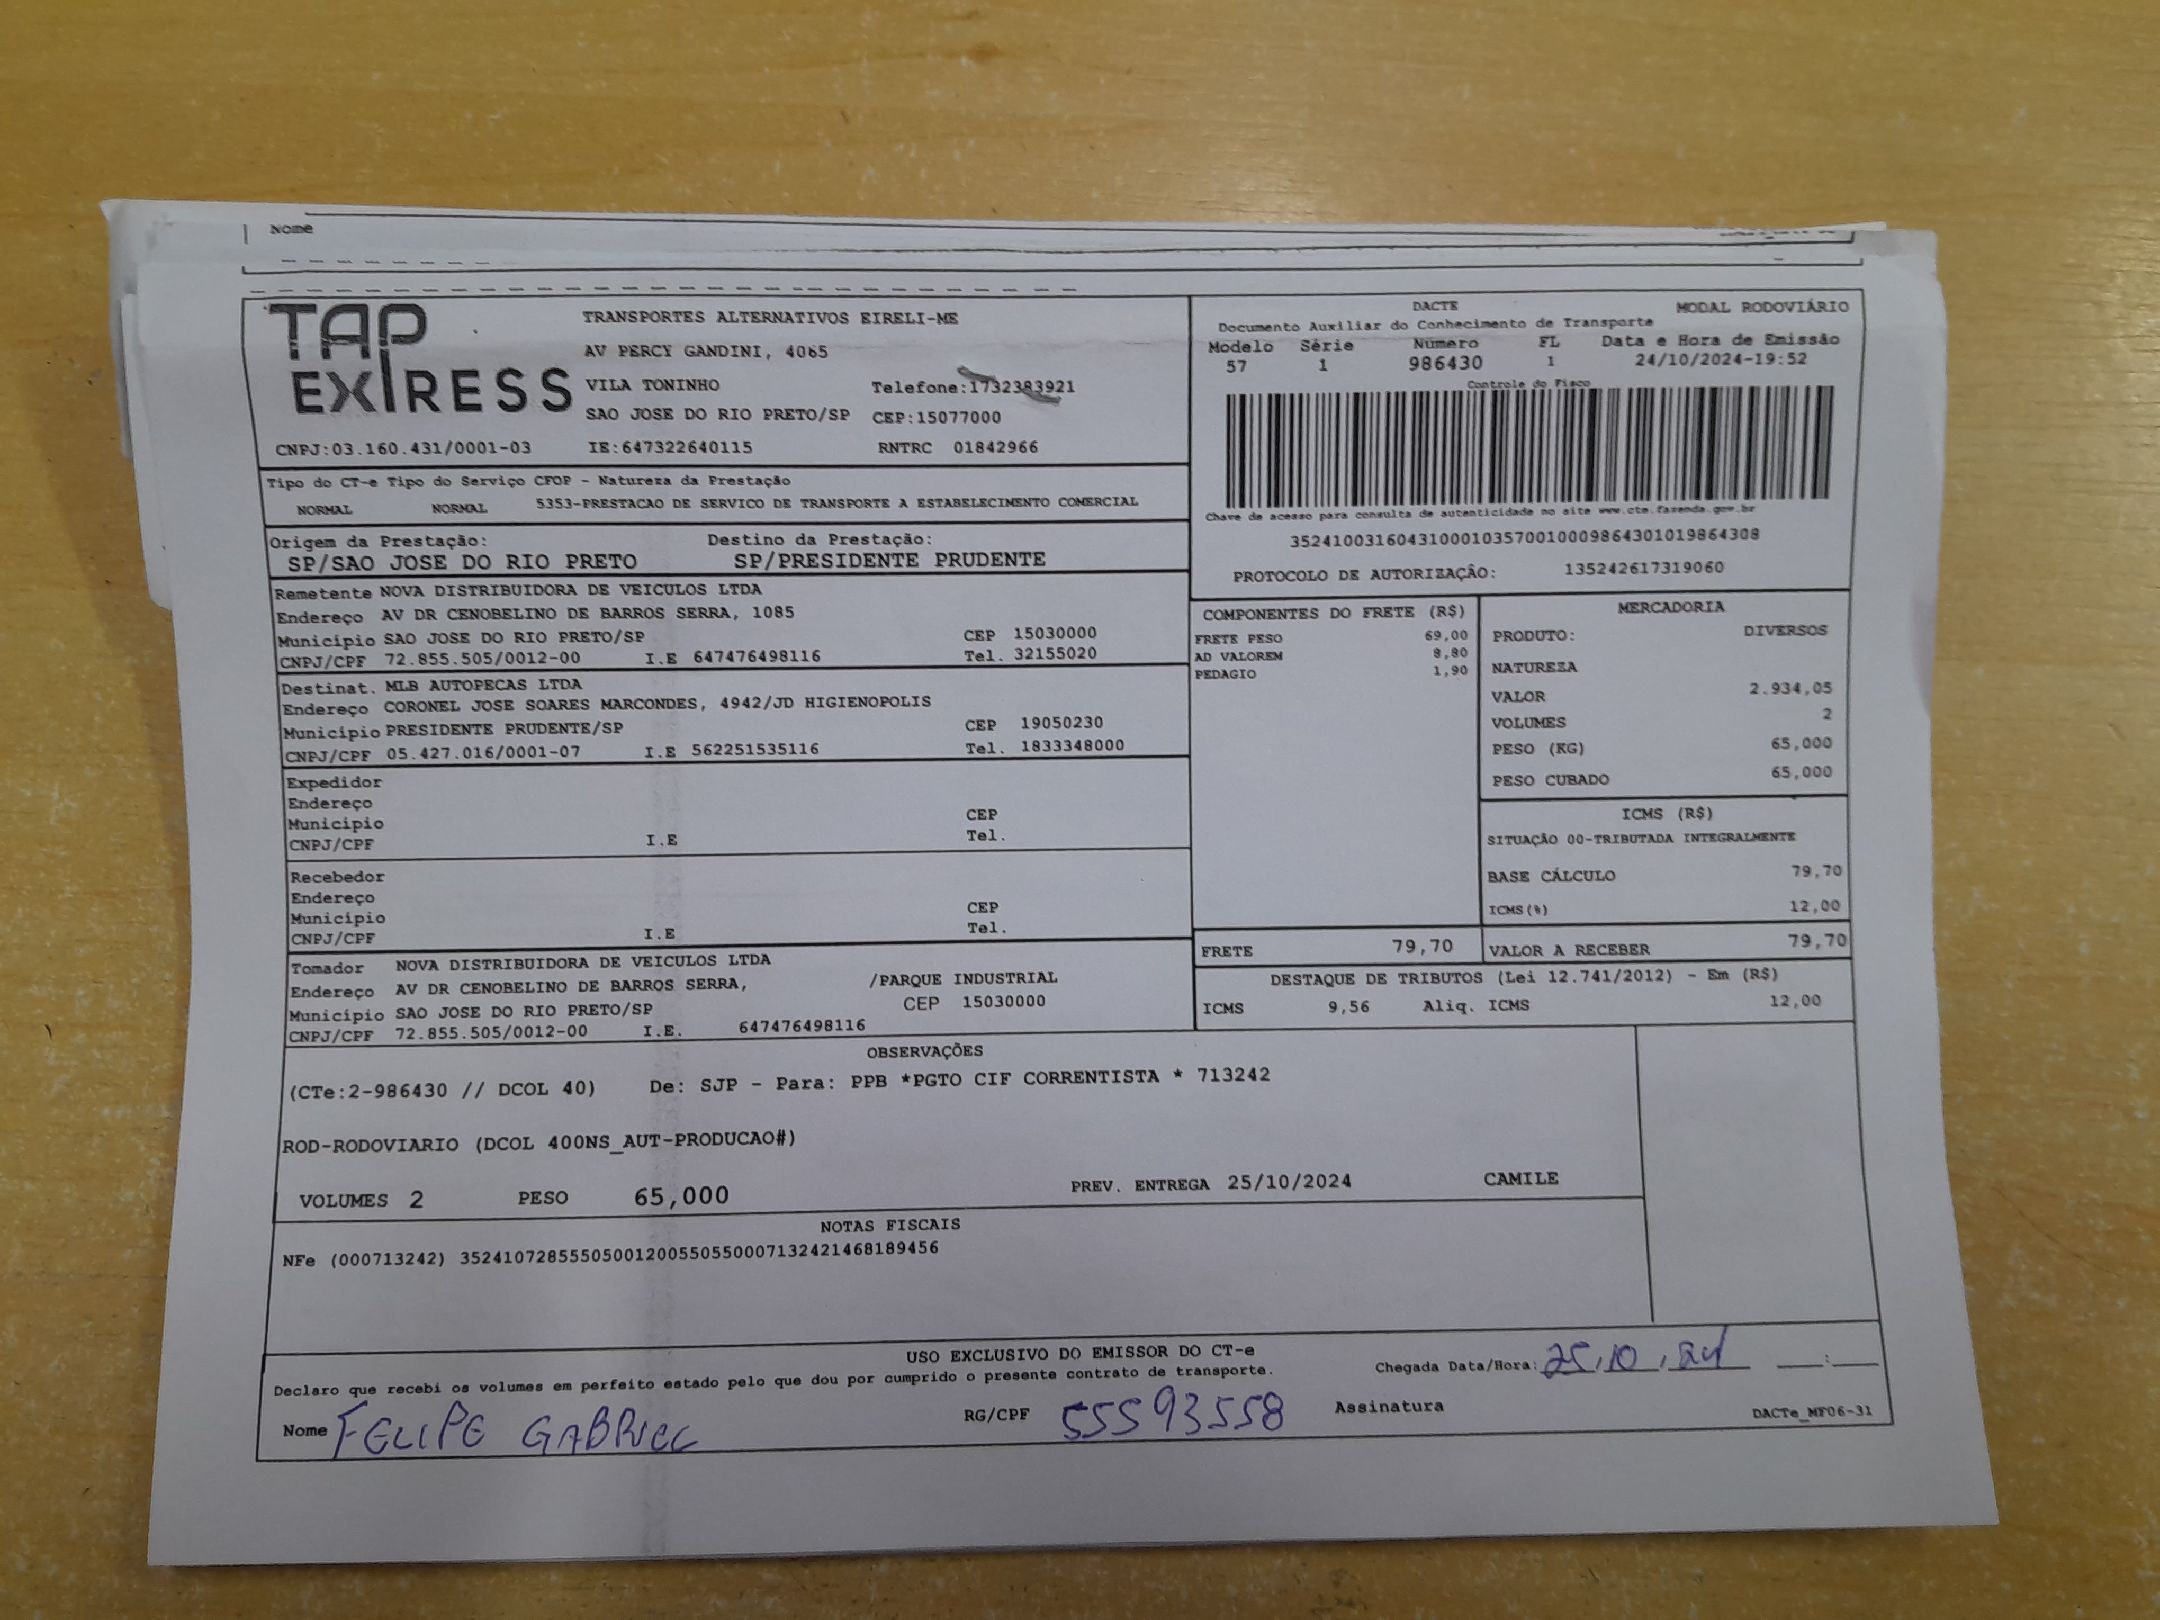 Nome
TAP EXPRESS
TRANSPORTES ALTERNATIVOS EIRELI-ME
AV PERCY GANDINI, 4065
VILA TONINHO Telefone:1732383921
SAO JOSE DO RIO PRETO/SP CEP:15077000
CNPJ:03.160.431/0001-03 IE:647322640115 RNTRC 01842966
DACTE MODAL RODOVIÁRIO
Documento Auxiliar do Conhecimento de Transporte
Modelo Série Número FL Data e Hora de Emissão
57 1 986430 1 24/10/2024-19:52
Controle do Fisco
Chave de acesso para consulta de autenticidade no site www.cte.fazenda.gov.br
35241003160431000103570010009864301019864308
PROTOCOLO DE AUTORIZAÇÂO: 135242617319060
Tipo do CT-e Tipo do Serviço CFOP - Natureza da Prestação
NORMAL NORMAL 5353-PRESTACAO DE SERVICO DE TRANSPORTE A ESTABELECIMENTO COMERCIAL
Origem da Prestação: Destino da Prestação:
SP/SAO JOSE DO RIO PRETO SP/PRESIDENTE PRUDENTE
Remetente NOVA DISTRIBUIDORA DE VEICULOS LTDA
Endereço AV DR CENOBELINO DE BARROS SERRA, 1085
Município SAO JOSE DO RIO PRETO/SP CEP 15030000
CNPJ/CPF 72.855.505/0012-00 I.E 647476498116 Tel. 32155020
Destinat. MLB AUTOPECAS LTDA
Endereço CORONEL JOSE SOARES MARCONDES, 4942/JD HIGIENOPOLIS
Município PRESIDENTE PRUDENTE/SP CEP 19050230
CNPJ/CPF 05.427.016/0001-07 I.E 562251535116 Tel. 1833348000
Expedidor
Endereço
Município CEP
CNPJ/CPF I.E Tel.
Recebedor
Endereço
Município CEP
CNPJ/CPF I.E Tel.
Tomador NOVA DISTRIBUIDORA DE VEICULOS LTDA
Endereço AV DR CENOBELINO DE BARROS SERRA, /PARQUE INDUSTRIAL
Município SAO JOSE DO RIO PRETO/SP CEP 15030000
CNPJ/CPF 72.855.505/0012-00 I.E. 647476498116
COMPONENTES DO FRETE (R$)
FRETE PESO 69,00
AD VALOREM 8,80
PEDAGIO 1,90
MERCADORIA
PRODUTO: DIVERSOS
NATUREZA
VALOR 2.934,05
VOLUMES 2
PESO (KG) 65,000
PESO CUBADO 65,000
ICMS (R$)
SITUAÇÃO 00-TRIBUTADA INTEGRALMENTE
BASE CÁLCULO 79,70
ICMS(%) 12,00
FRETE 79,70 VALOR A RECEBER 79,70
DESTAQUE DE TRIBUTOS (Lei 12.741/2012) - Em (R$)
ICMS 9,56 Aliq. ICMS 12,00
OBSERVAÇÕES
(CTe:2-986430 // DCOL 40) De: SJP - Para: PPB *PGTO CIF CORRENTISTA * 713242
ROD-RODOVIARIO (DCOL 400NS_AUT-PRODUCAO#)
VOLUMES 2 PESO 65,000 PREV. ENTREGA 25/10/2024 CAMILE
NOTAS FISCAIS
NFe (000713242) 35241072855505001200550550007132421468189456
USO EXCLUSIVO DO EMISSOR DO CT-e
Declaro que recebi os volumes em perfeito estado pelo que dou por cumprido o presente contrato de transporte. Chegada Data/Hora: 25,10,24 ___:___
Nome FELIPE GABRIEL RG/CPF 55593558 Assinatura DACTe_MF06-31